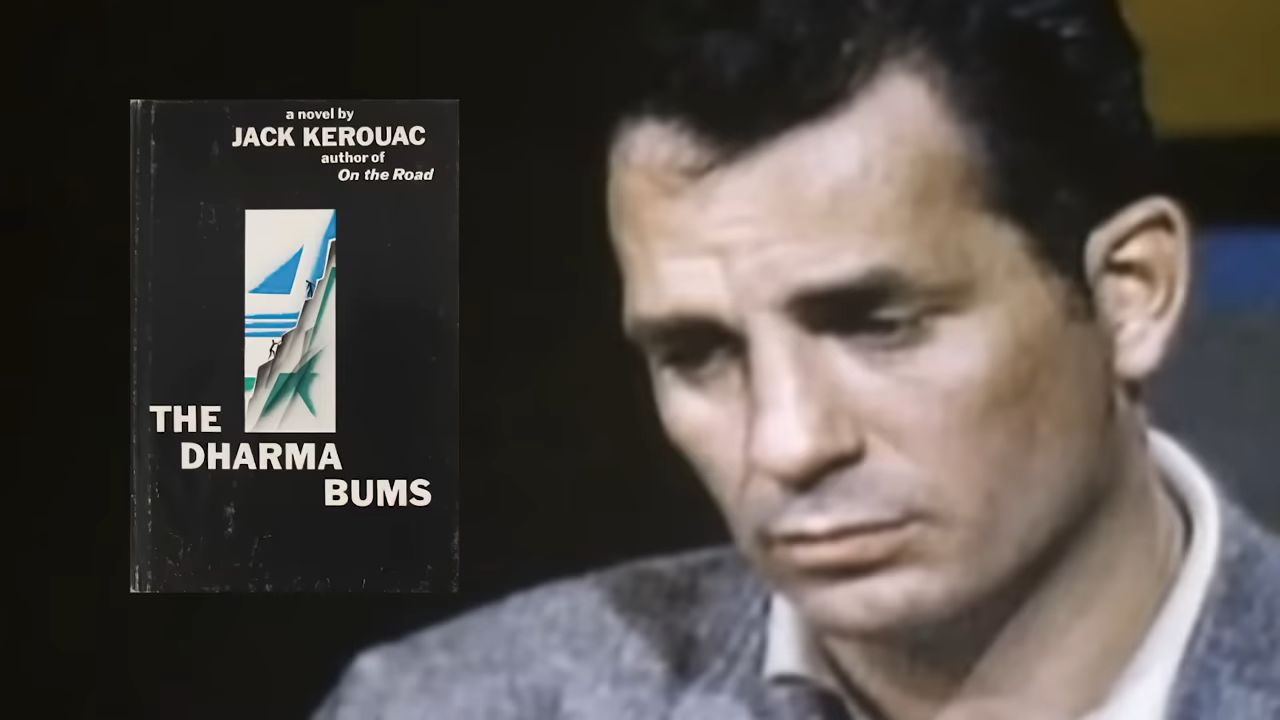 a novel by
JACK KEROUAC
author of
On the Road
THE
DHARMA
BUMS